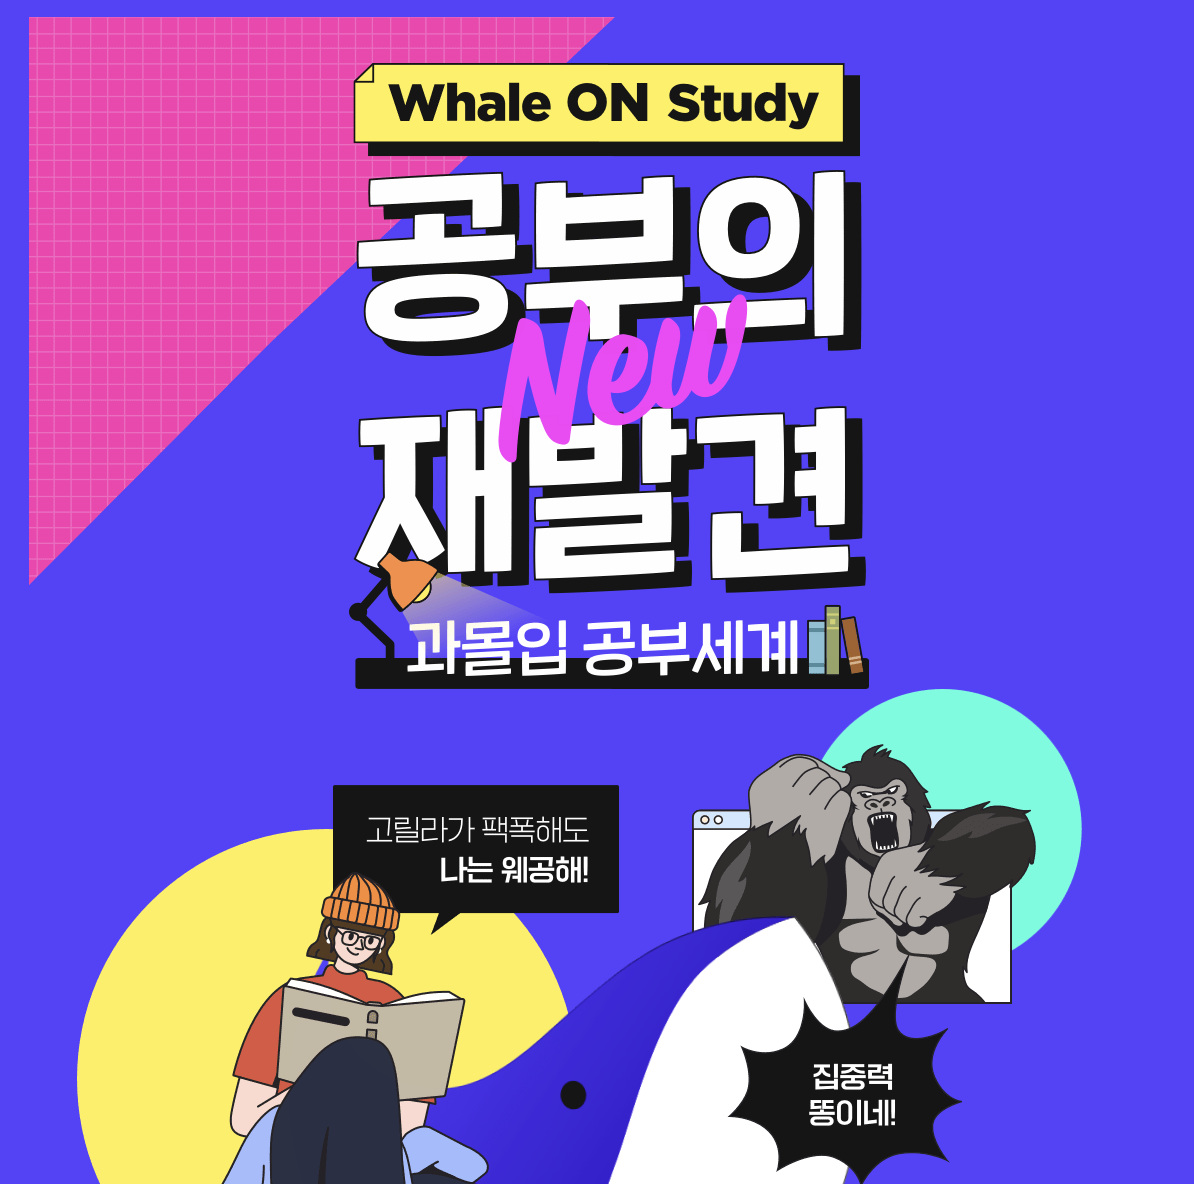 Whale ON Study
공부의
New
재발견
과몰입 공부세계
고릴라가 팩폭해도
나는 웨공해!
집중력
똥이네!